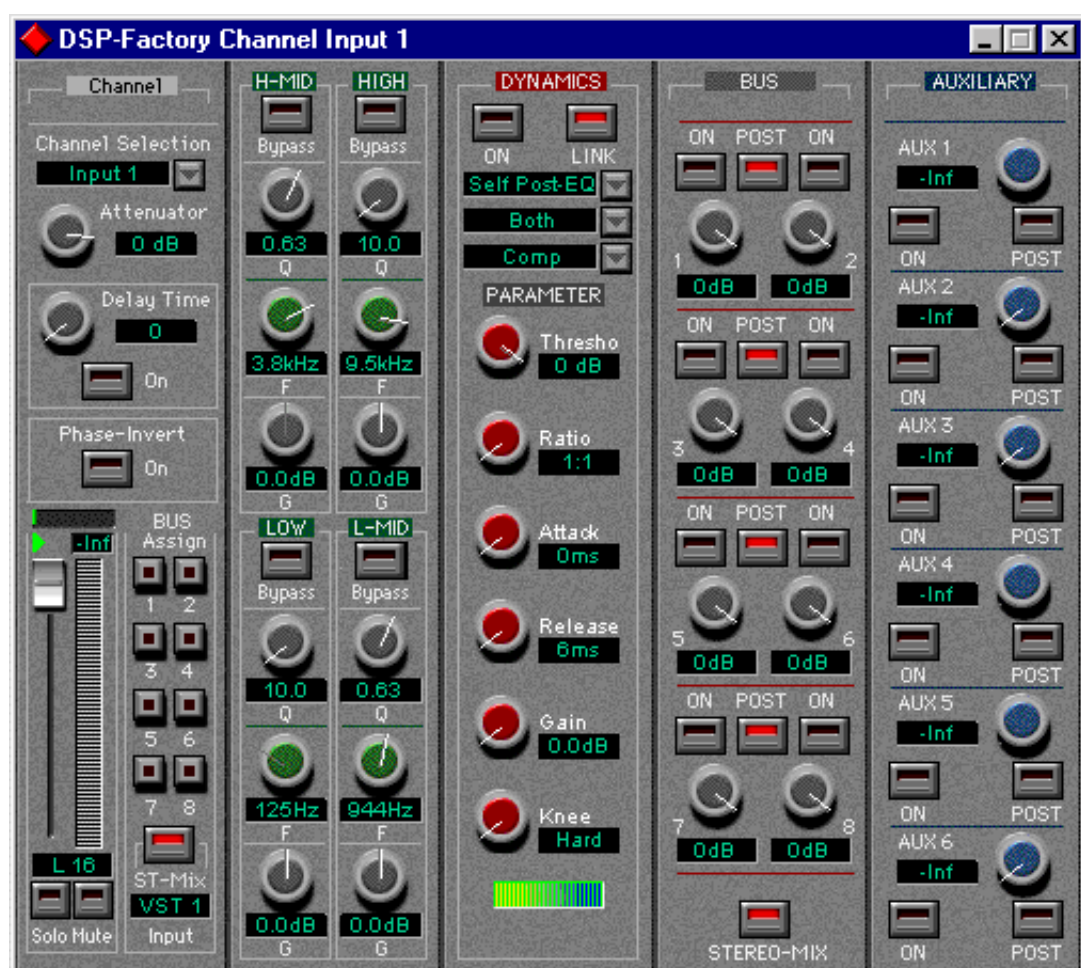 DSP-Factory Channel Input 1
Channel
Channel Selection
Input 1
Attenuator
0 dB
Delay Time
0
On
Phase-Invert
On
-Inf
BUS
Assign
1 2
3 4
5 6
7 8
L 16
ST-Mix
VST 1
Solo Mute
Input
H-MID HIGH
Bypass Bypass
0.63 10.0
Q Q
3.8kHz 9.5kHz
F F
0.0dB 0.0dB
G G
LOW L-MID
Bypass Bypass
10.0 0.63
Q Q
125Hz 944Hz
F F
0.0dB 0.0dB
G G
DYNAMICS
ON LINK
Self Post-EQ
Both
Comp
PARAMETER
Thresho
0 dB
Ratio
1:1
Attack
0ms
Release
6ms
Gain
0.0dB
Knee
Hard
BUS
ON POST ON
1 2
0dB 0dB
ON POST ON
3 4
0dB 0dB
ON POST ON
5 6
0dB 0dB
ON POST ON
7 8
0dB 0dB
STEREO-MIX
AUXILIARY
AUX 1
-Inf
ON POST
AUX 2
-Inf
ON POST
AUX 3
-Inf
ON POST
AUX 4
-Inf
ON POST
AUX 5
-Inf
ON POST
AUX 6
-Inf
ON POST